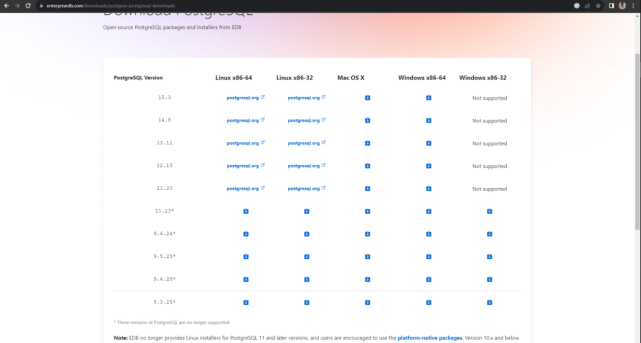 enterprisedb.com/downloads/postgres-postgresql-downloads
Download PostgreSQL
Open source PostgreSQL packages and installers from EDB
PostgreSQL Version Linux x86-64 Linux x86-32 Mac OS X Windows x86-64 Windows x86-32
15.3 postgresql.org postgresql.org Not supported
14.8 postgresql.org postgresql.org Not supported
13.11 postgresql.org postgresql.org Not supported
12.15 postgresql.org postgresql.org Not supported
11.20 postgresql.org postgresql.org Not supported
10.23*
9.6.24*
9.5.25*
9.4.26*
9.3.25*
* These versions of PostgreSQL are no longer supported
Note: EDB no longer provides Linux installers for PostgreSQL 11 and later versions, and users are encouraged to use the platform-native packages. Version 10.x and below